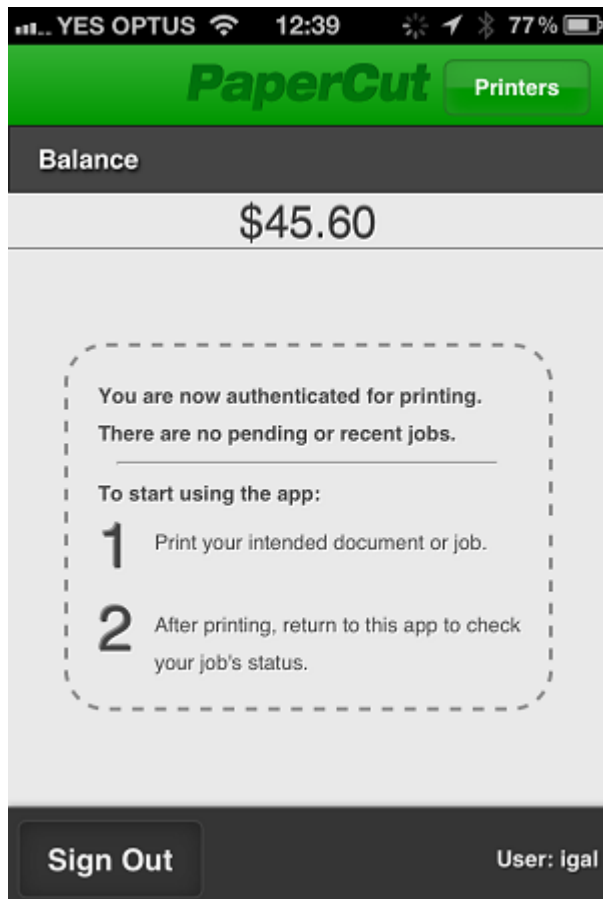 YES OPTUS 12:39 77%
PaperCut Printers
Balance
$45.60
You are now authenticated for printing.
There are no pending or recent jobs.
To start using the app:
1 Print your intended document or job.
2 After printing, return to this app to check
your job's status.
Sign Out User: igal